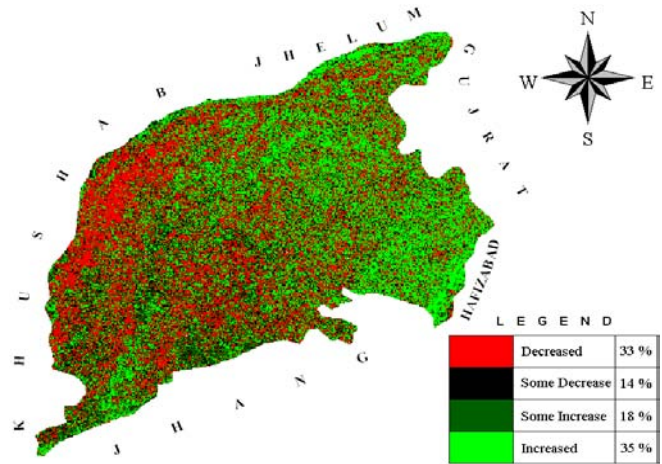 N
W E
S
JHELUM
GUJRAT
KHUSHAB
HAFIZABAD
JHANG
LEGEND
Decreased 33 %
Some Decrease 14 %
Some Increase 18 %
Increased 35 %